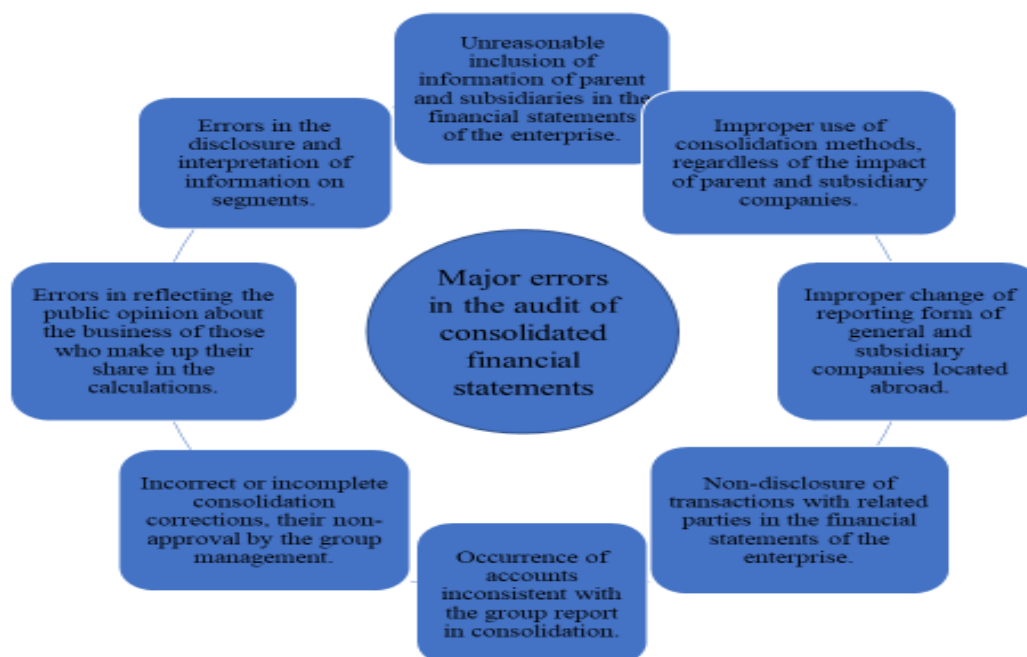 Unreasonable
inclusion of
information of parent
and subsidiaries in the
financial statements
of the enterprise.
Improper use of
consolidation methods,
regardless of the impact
of parent and subsidiary
companies.
Improper change of
reporting form of
general and
subsidiary
companies located
abroad.
Non-disclosure of
transactions with related
parties in the financial
statements of the
enterprise.
Occurrence of
accounts
inconsistent with
the group report
in consolidation.
Incorrect or incomplete
consolidation
corrections, their non-
approval by the group
management.
Errors in reflecting the
public opinion about
the business of those
who make up their
share in the
calculations.
Errors in the
disclosure and
interpretation of
information on
segments.
Major errors
in the audit of
consolidated
financial
statements